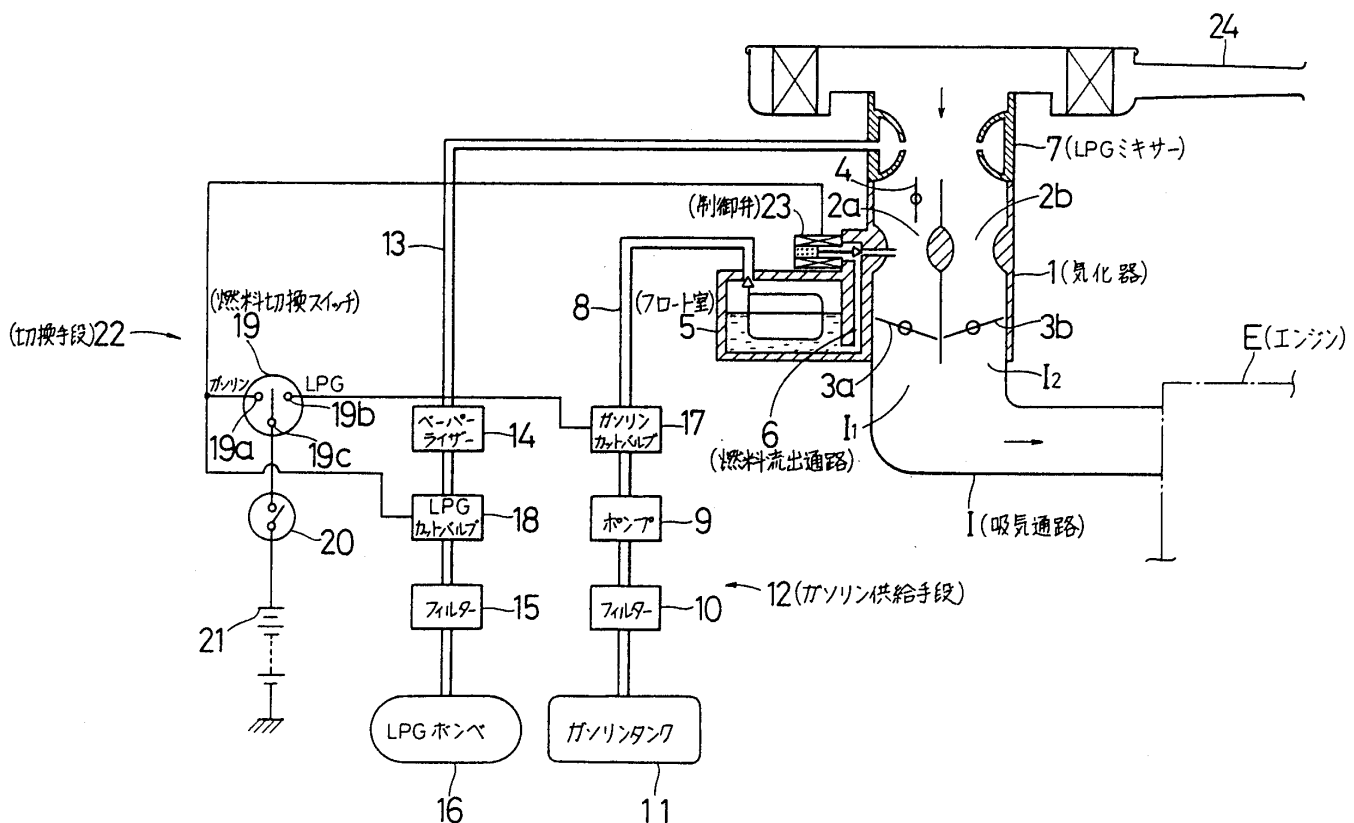 24
7(LPGミキサー)
4
(制御弁)23
2a
2b
13
1(気化器)
(燃料切換スイッチ)
19
8
(フロート室)
5
3b
(切換手段)22
E(エンジン)
ガソリン
LPG
19a
19b
19c
ベーパー
ライザー
14
ガソリン
カットバルブ
17
3a
I2
I1
6
(燃料流出通路)
20
LPG
カットバルブ
18
ポンプ
9
I(吸気通路)
フィルター
15
フィルター
10
12(ガソリン供給手段)
21
LPGボンベ
ガソリンタンク
16
11